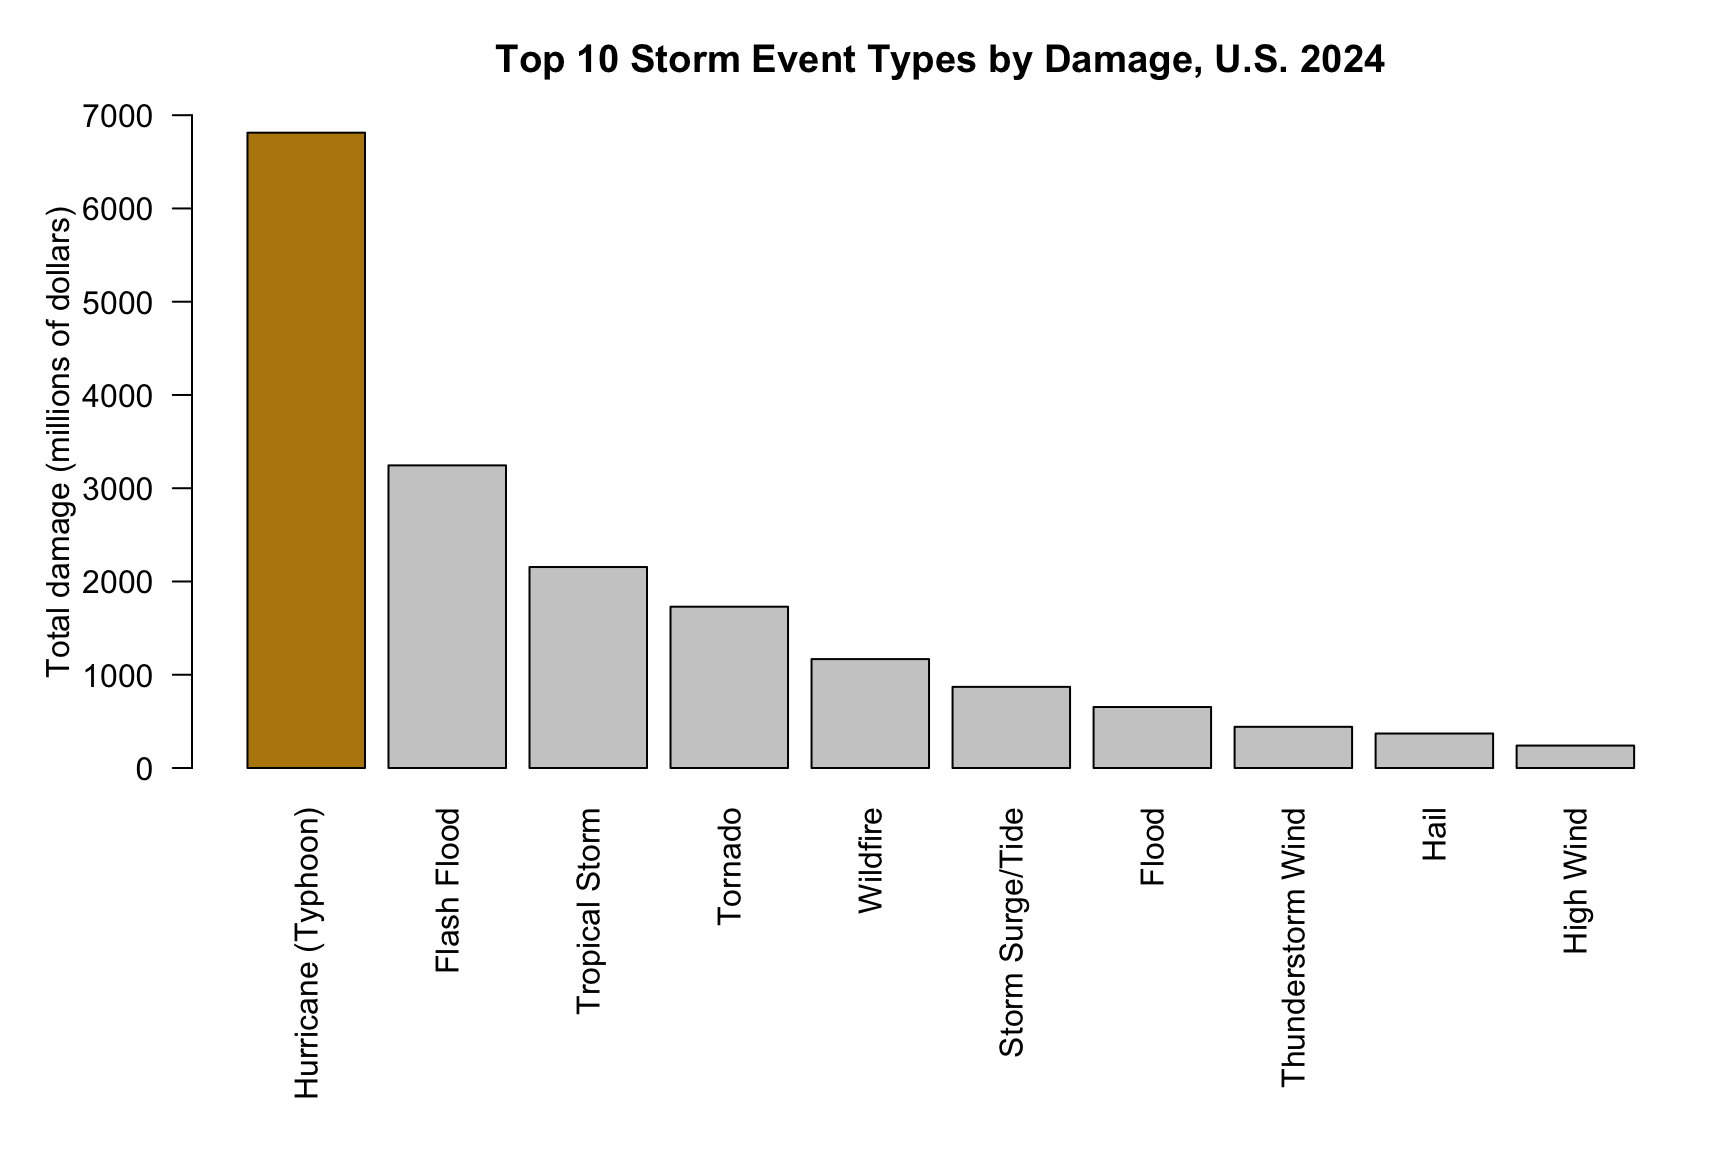 Top 10 Storm Event Types by Damage, U.S. 2024
Total damage (millions of dollars)
7000
6000
5000
4000
3000
2000
1000
0
Hurricane (Typhoon)
Flash Flood
Tropical Storm
Tornado
Wildfire
Storm Surge/Tide
Flood
Thunderstorm Wind
Hail
High Wind